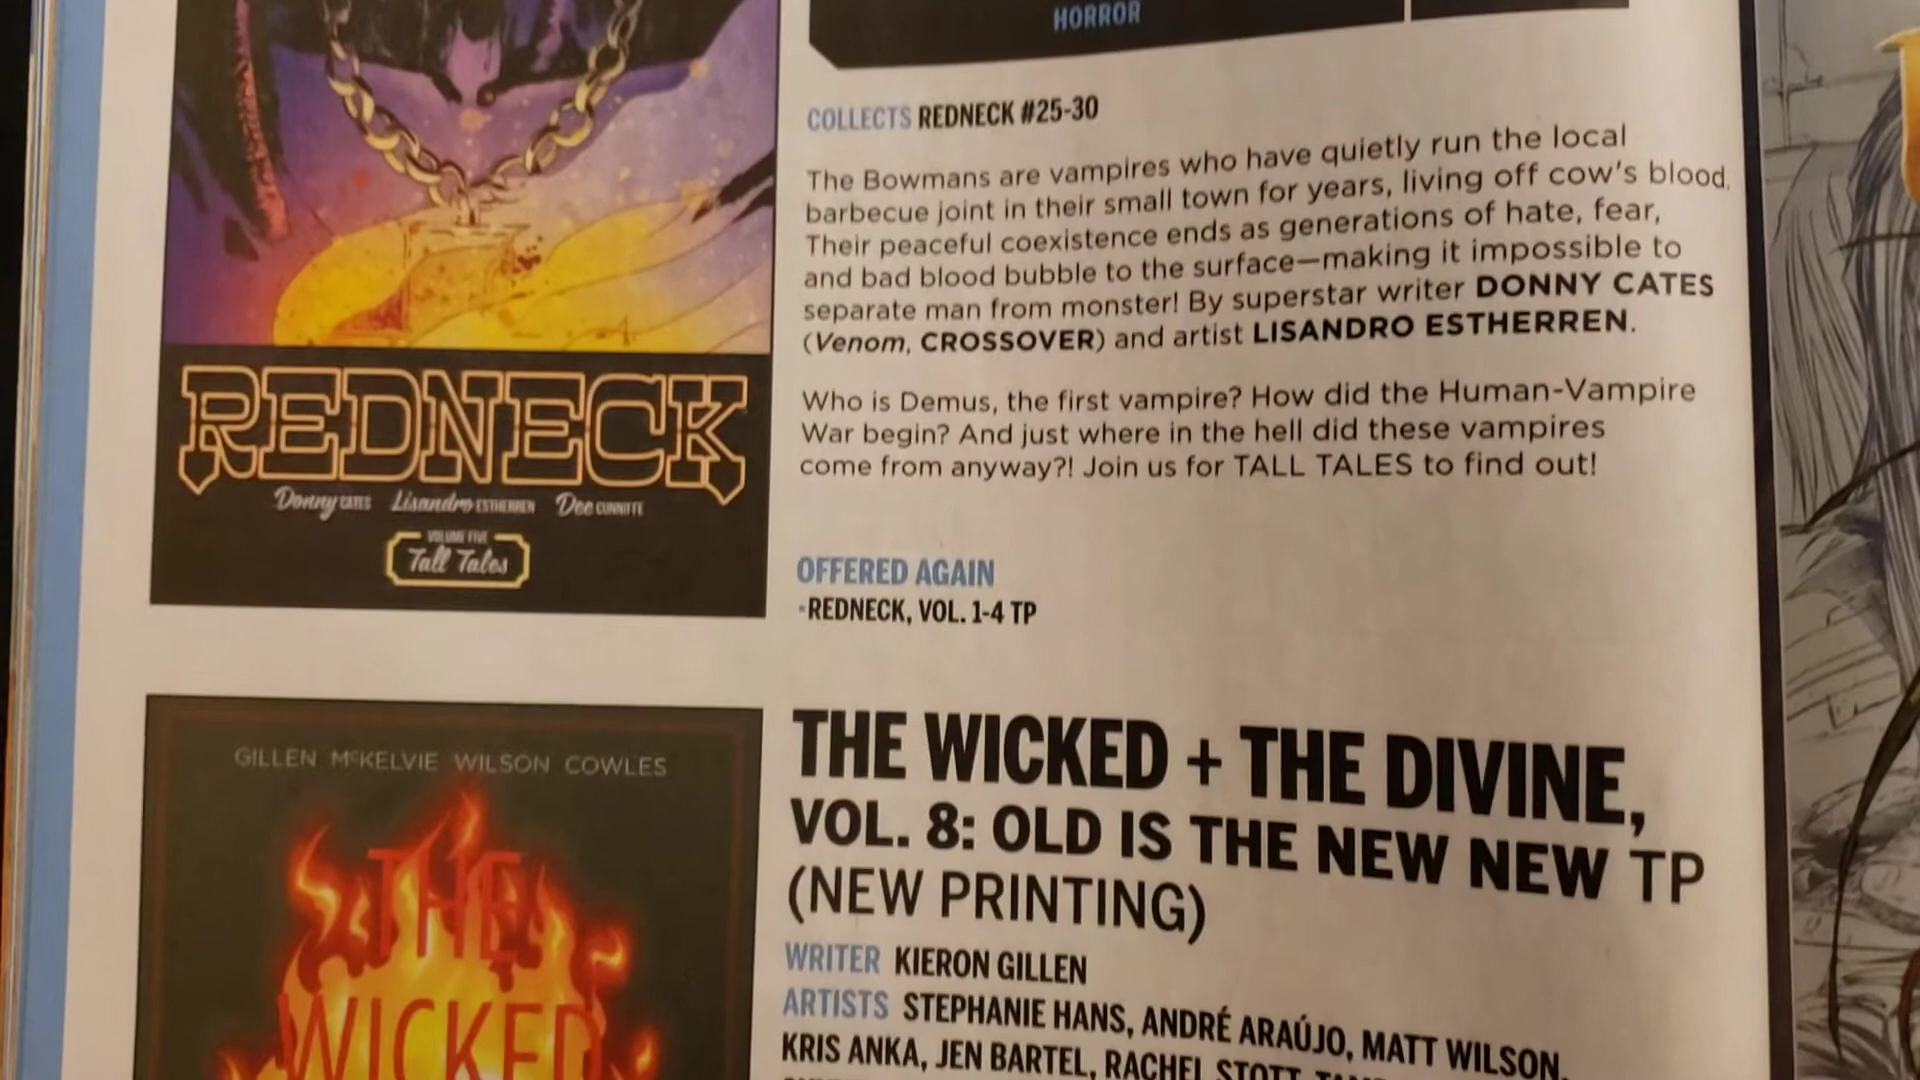 HORROR
COLLECTS REDNECK #25-30
The Bowmans are vampires who have quietly run the local
barbecue joint in their small town for years, living off cow's blood.
Their peaceful coexistence ends as generations of hate, fear,
and bad blood bubble to the surface—making it impossible to
separate man from monster! By superstar writer DONNY CATES
(Venom, CROSSOVER) and artist LISANDRO ESTHERREN.
Who is Demus, the first vampire? How did the Human-Vampire
War begin? And just where in the hell did these vampires
come from anyway?! Join us for TALL TALES to find out!
OFFERED AGAIN
•REDNECK, VOL. 1-4 TP
REDNECK
Donny CATES Lisandro ESTHERREN Dee CUNNIFFE
VOLUME FIVE
Tall Tales
GILLEN McKELVIE WILSON COWLES
THE
WICKED
THE WICKED + THE DIVINE,
VOL. 8: OLD IS THE NEW NEW TP
(NEW PRINTING)
WRITER KIERON GILLEN
ARTISTS STEPHANIE HANS, ANDRÉ ARAÚJO, MATT WILSON,
KRIS ANKA, JEN BARTEL, RACHEL STOTT,